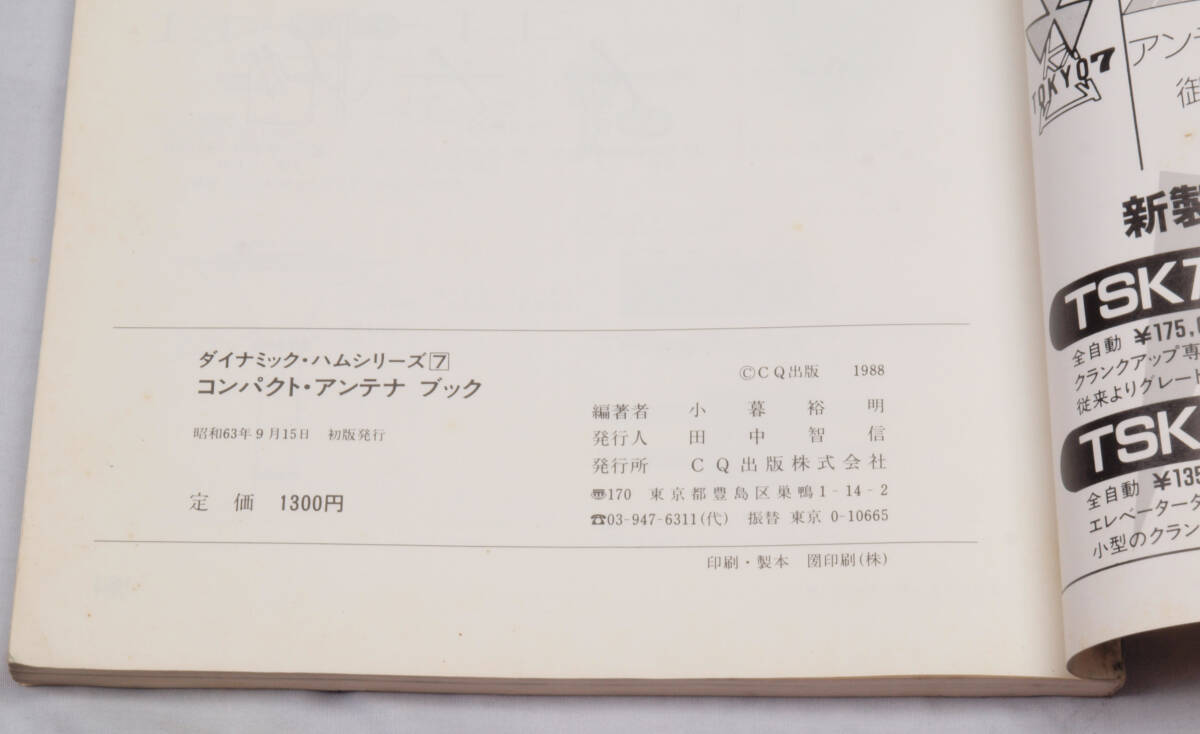 ダイナミック・ハムシリーズ7
コンパクト・アンテナ ブック
昭和63年9月15日 初版発行
定 価 1300円
©CQ出版 1988
編著者 小暮裕明
発行人 田中智信
発行所 CQ出版株式会社
〠170 東京都豊島区巣鴨1-14-2
☎03-947-6311(代) 振替 東京 0-10665
印刷・製本 圀印刷(株)
TOKYO
7
アン
御
新製
TSK
全自動 ¥175,
クランクアップ専
従来よりグレート
TSK
全自動 ¥135
エレベータータ
小型のクラン